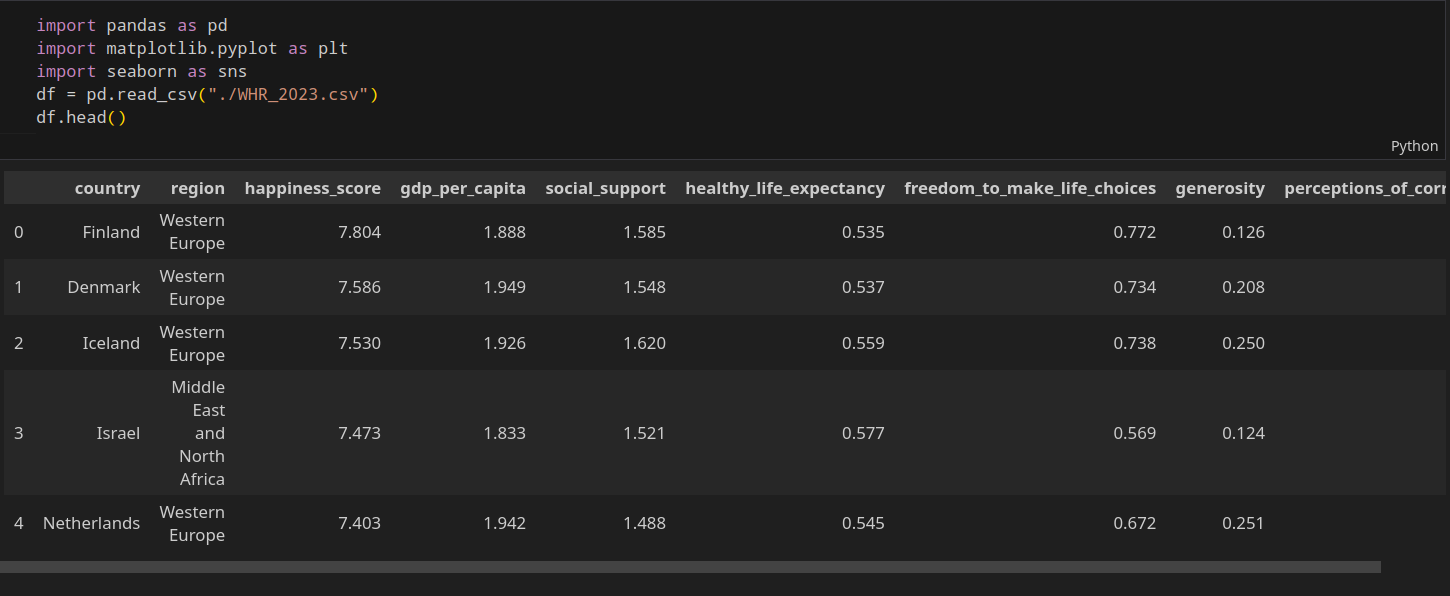 import pandas as pd
import matplotlib.pyplot as plt
import seaborn as sns
df = pd.read_csv("./WHR_2023.csv")
df.head()
Python
country region happiness_score gdp_per_capita social_support healthy_life_expectancy freedom_to_make_life_choices generosity perceptions_of_corr
0 Finland Western Europe 7.804 1.888 1.585 0.535 0.772 0.126
1 Denmark Western Europe 7.586 1.949 1.548 0.537 0.734 0.208
2 Iceland Western Europe 7.530 1.926 1.620 0.559 0.738 0.250
3 Israel Middle East and North Africa 7.473 1.833 1.521 0.577 0.569 0.124
4 Netherlands Western Europe 7.403 1.942 1.488 0.545 0.672 0.251